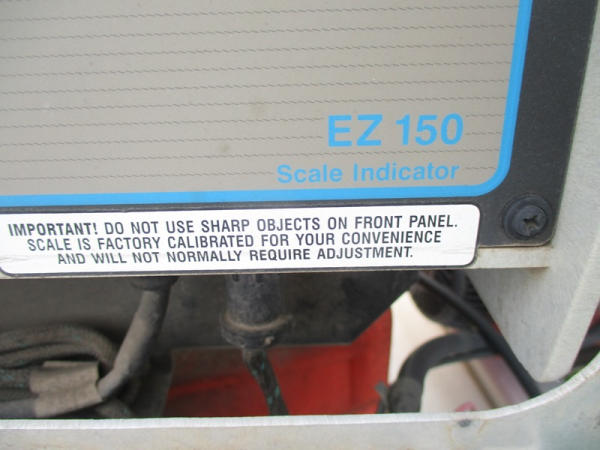 EZ 150
Scale Indicator
IMPORTANT! DO NOT USE SHARP OBJECTS ON FRONT PANEL.
SCALE IS FACTORY CALIBRATED FOR YOUR CONVENIENCE
AND WILL NOT NORMALLY REQUIRE ADJUSTMENT.